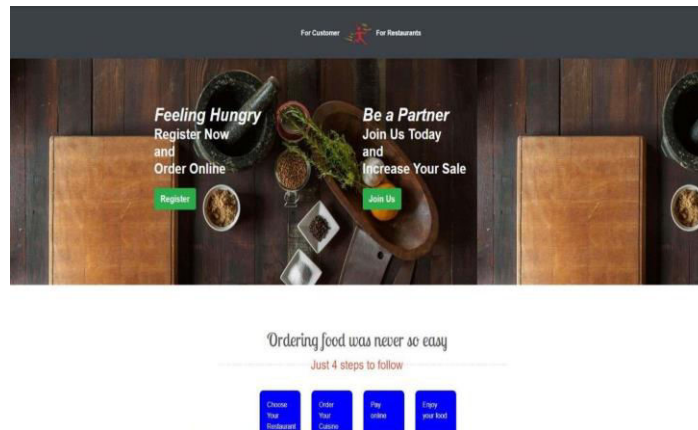 For Customer
For Restaurants
Feeling Hungry
Register Now
and
Order Online
Register
Be a Partner
Join Us Today
and
Increase Your Sale
Join Us
Ordering food was never so easy
Just 4 steps to follow
Choose
Your
Restaurant
Order
Your
Cuisine
Pay
online
Enjoy
your food